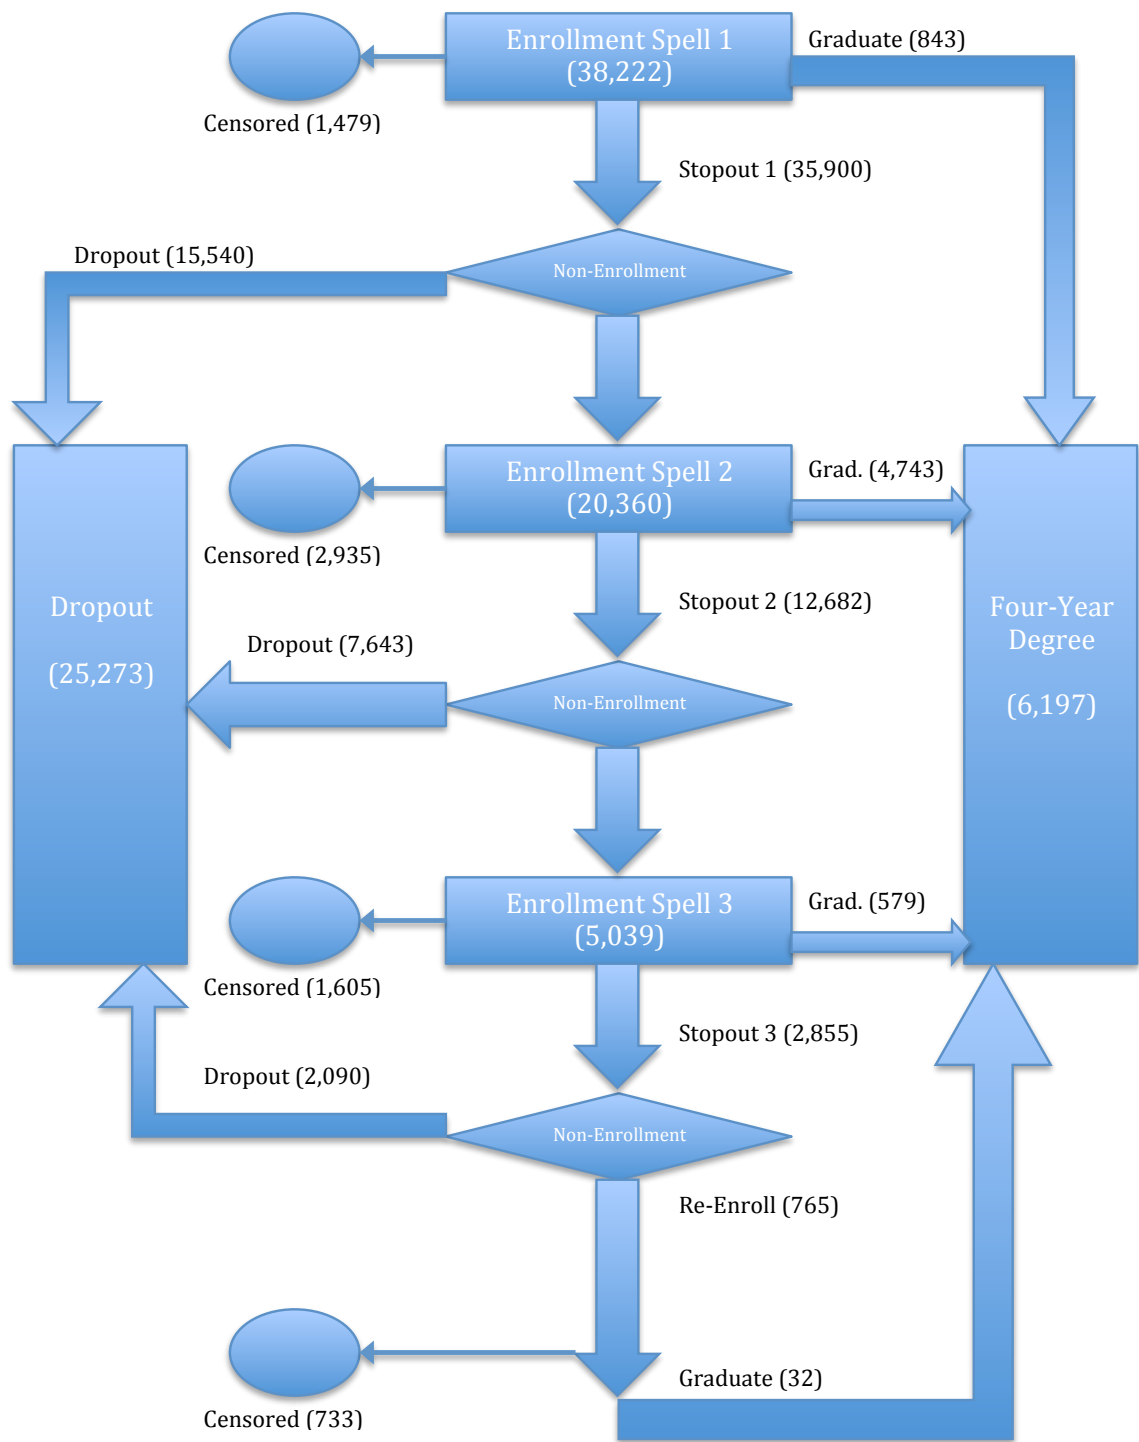 Enrollment Spell 1
(38,222)
Graduate (843)
Censored (1,479)
Stopout 1 (35,900)
Dropout (15,540)
Non-Enrollment
Enrollment Spell 2
(20,360)
Grad. (4,743)
Censored (2,935)
Stopout 2 (12,682)
Dropout
(25,273)
Four-Year
Degree
(6,197)
Dropout (7,643)
Non-Enrollment
Enrollment Spell 3
(5,039)
Grad. (579)
Censored (1,605)
Stopout 3 (2,855)
Dropout (2,090)
Non-Enrollment
Re-Enroll (765)
Graduate (32)
Censored (733)